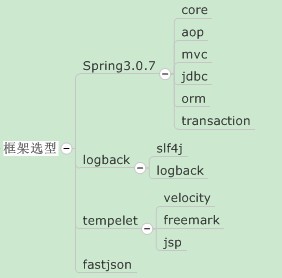 框架选型
Spring3.0.7
core
aop
mvc
jdbc
orm
transaction
logback
slf4j
logback
tempelet
velocity
freemark
jsp
fastjson